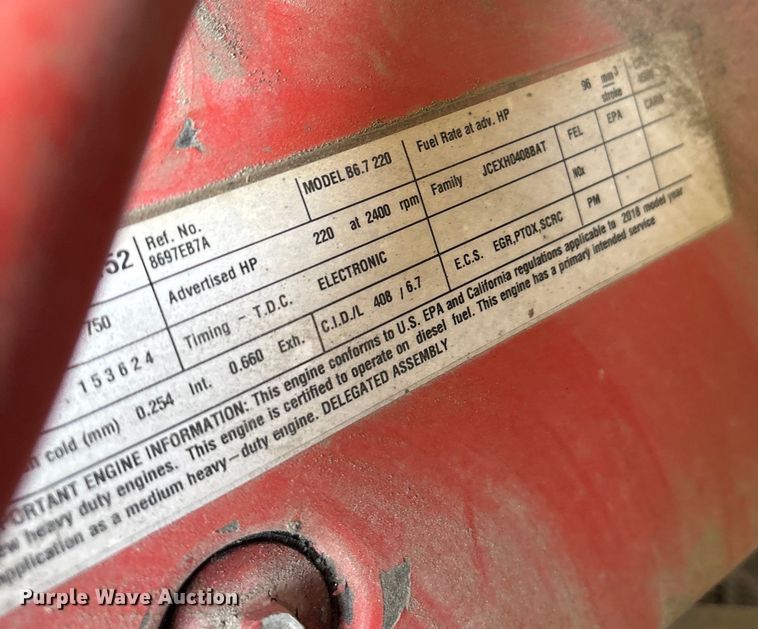 52 Ref. No. 8697EB7A MODEL B6.7 220 Fuel Rate at adv. HP 96 mm³ stroke
750 Advertised HP 220 at 2400 rpm Family JCEXH0408BAT FEL EPA CARB
153624 Timing - T.D.C. ELECTRONIC NOx
cold (mm) 0.254 Int. 0.660 Exh. C.I.D./L 408 / 6.7 E.C.S. EGR,PTOX,SCRC PM
ORTANT ENGINE INFORMATION: This engine conforms to U.S. EPA and California regulations applicable to 2018 model year
ew heavy duty engines. This engine is certified to operate on diesel fuel. This engine has a primary intended service
application as a medium heavy-duty engine. DELEGATED ASSEMBLY
Purple Wave Auction